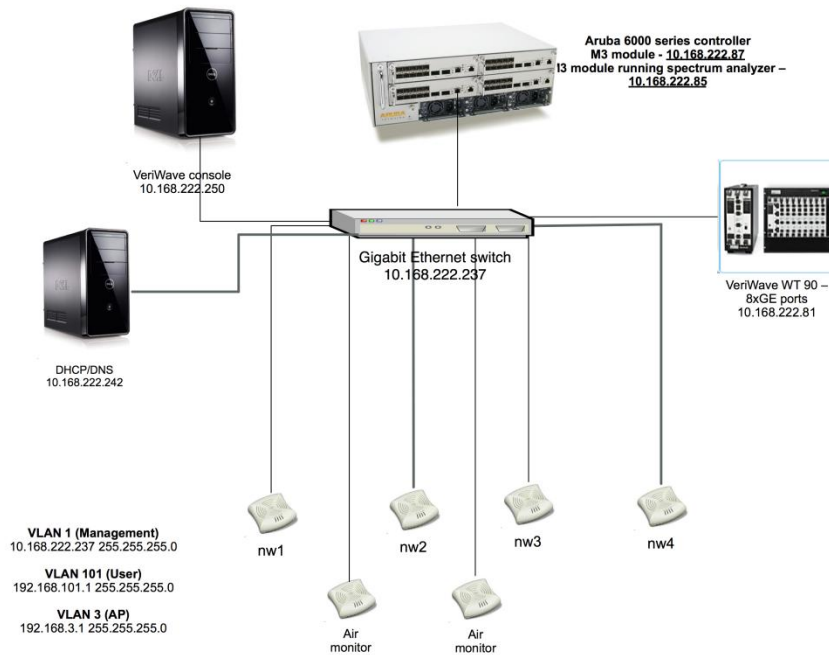 Aruba 6000 series controller
M3 module - 10.168.222.87
l3 module running spectrum analyzer –
10.168.222.85
VeriWave console
10.168.222.250
Gigabit Ethernet switch
10.168.222.237
VeriWave WT 90 –
8xGE ports
10.168.222.81
DHCP/DNS
10.168.222.242
nw1
nw2
nw3
nw4
VLAN 1 (Management)
10.168.222.237 255.255.255.0
VLAN 101 (User)
192.168.101.1 255.255.255.0
VLAN 3 (AP)
192.168.3.1 255.255.255.0
Air
monitor
Air
monitor